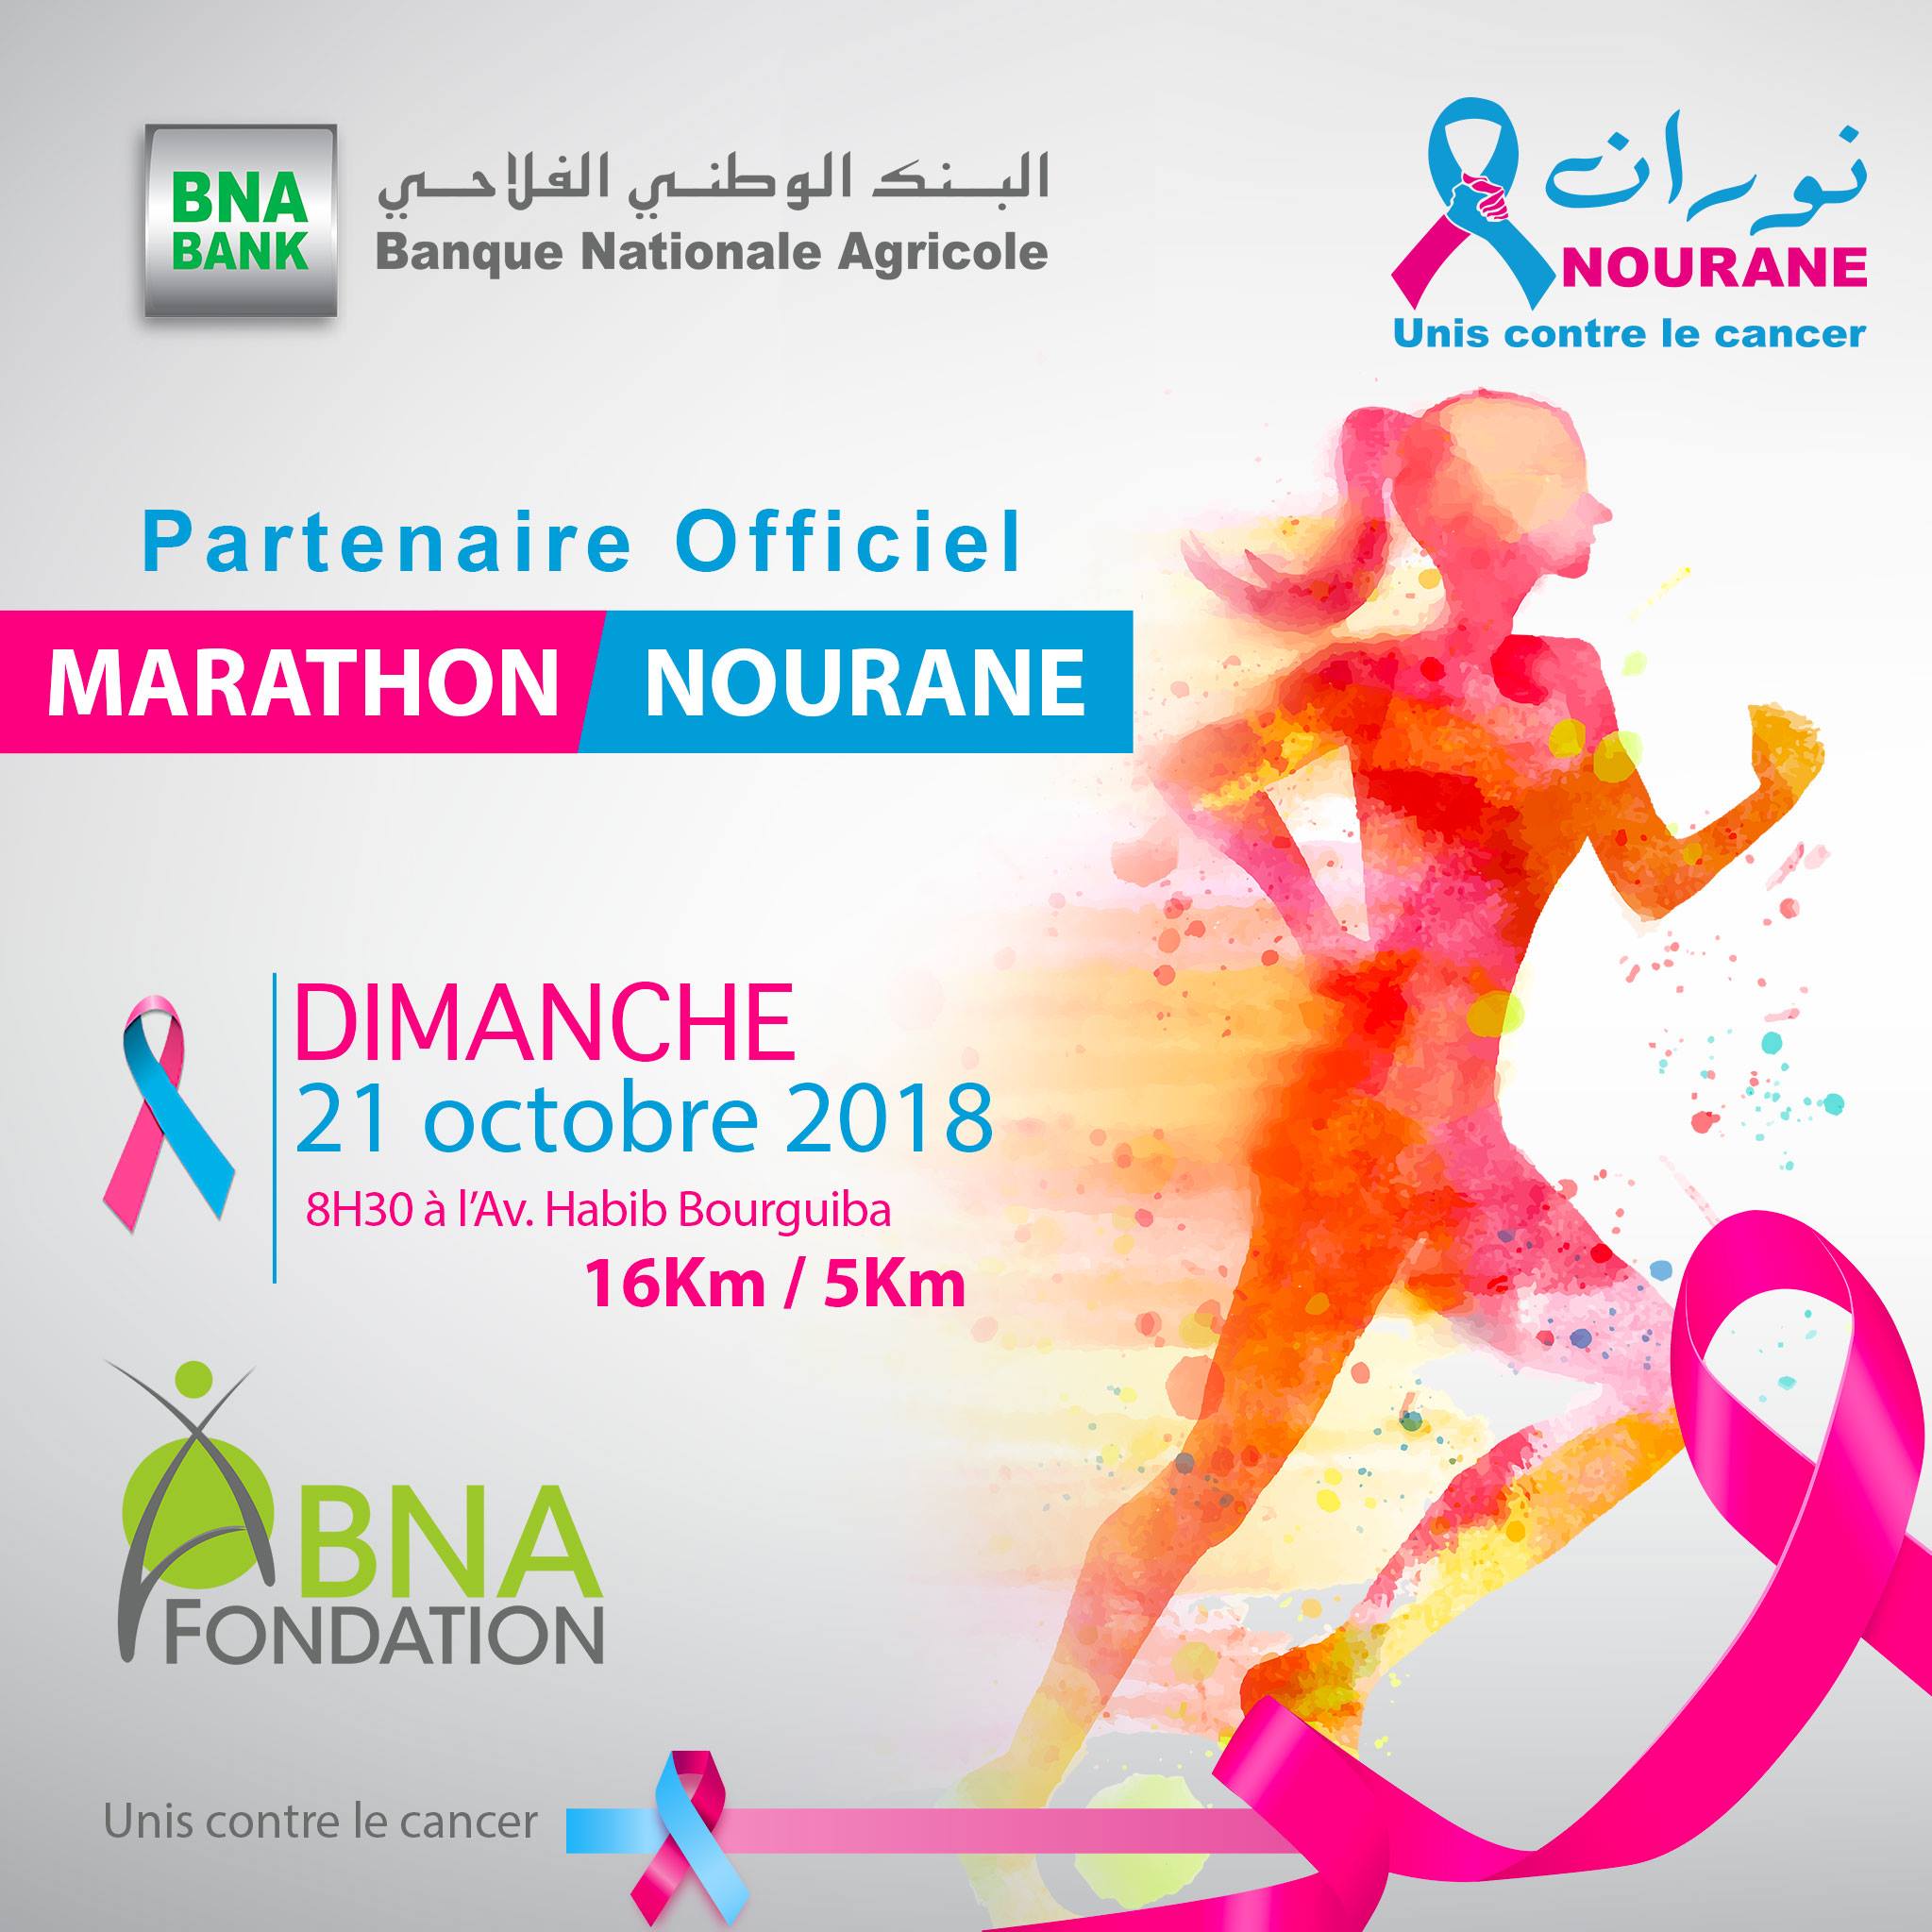 BNA
BANK
البنك الوطني الفلاحي
Banque Nationale Agricole
نوران
NOURANE
Unis contre le cancer
Partenaire Officiel
MARATHON NOURANE
DIMANCHE
21 octobre 2018
8H30 à l'Av. Habib Bourguiba
16Km / 5Km
BNA
FONDATION
Unis contre le cancer